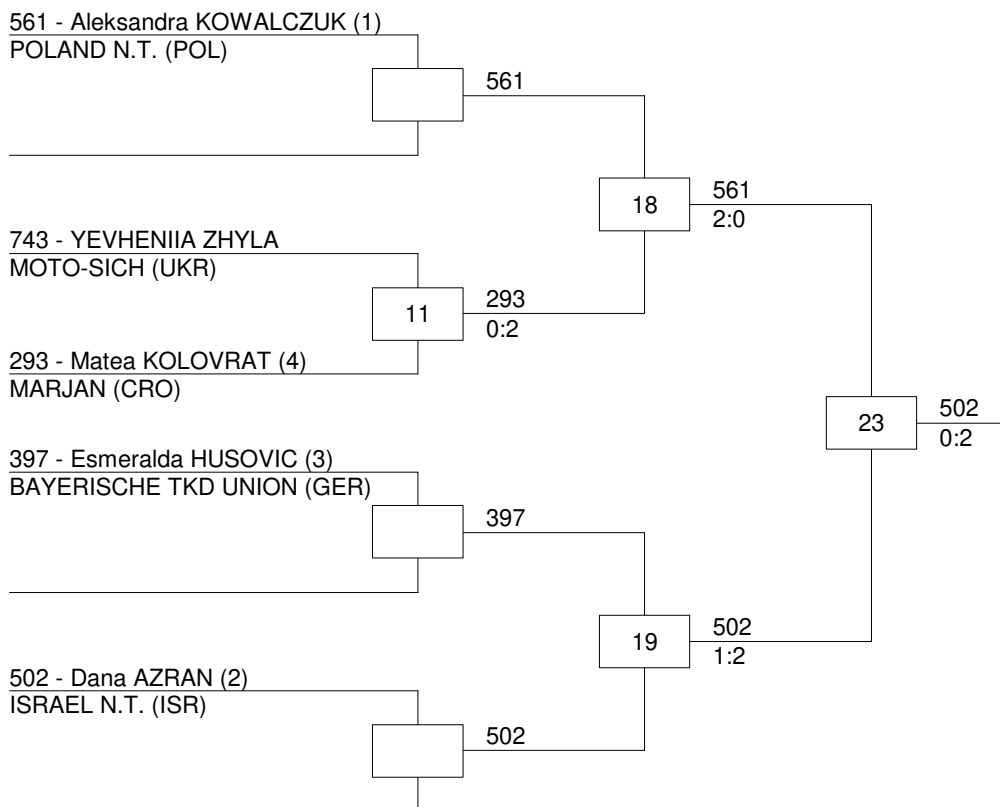 561 - Aleksandra KOWALCZUK (1)
POLAND N.T. (POL)
561
18
561
2:0
743 - YEVHENIIA ZHYLA
MOTO-SICH (UKR)
11
293
0:2
293 - Matea KOLOVRAT (4)
MARJAN (CRO)
23
502
0:2
397 - Esmeralda HUSOVIC (3)
BAYERISCHE TKD UNION (GER)
397
19
502
1:2
502 - Dana AZRAN (2)
ISRAEL N.T. (ISR)
502